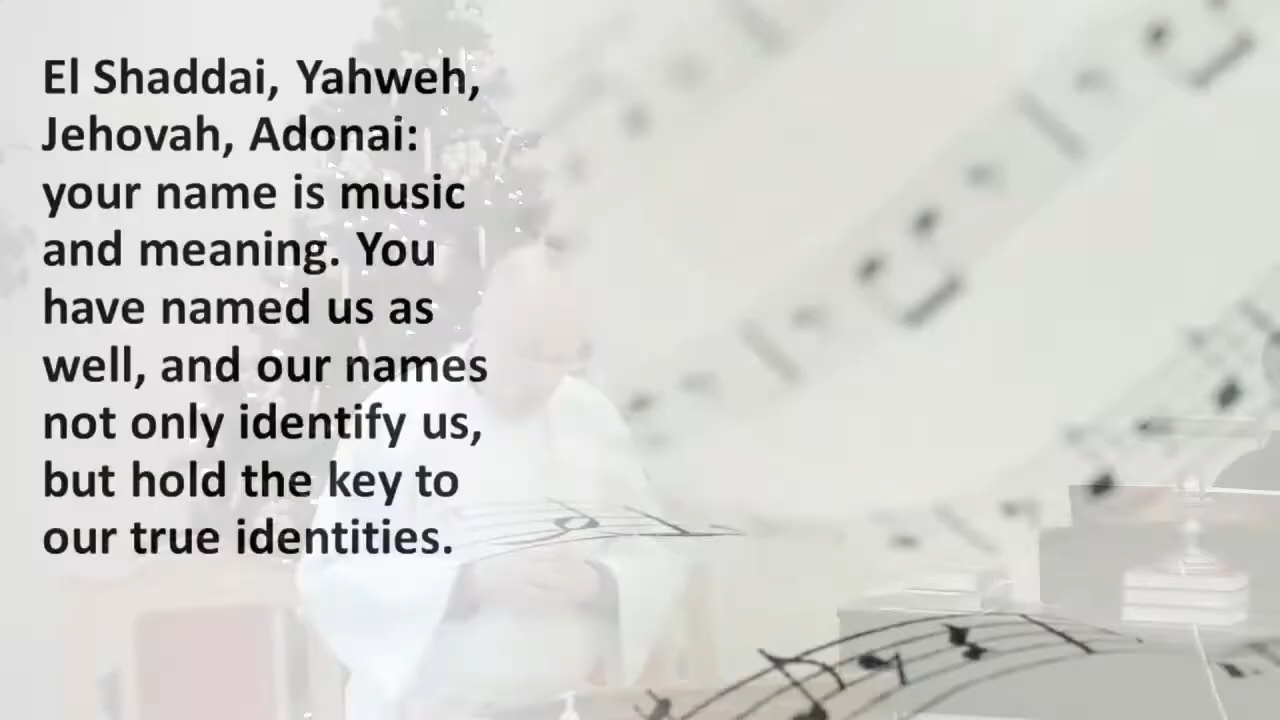 El Shaddai, Yahweh,
Jehovah, Adonai:
your name is music
and meaning. You
have named us as
well, and our names
not only identify us,
but hold the key to
our true identities.